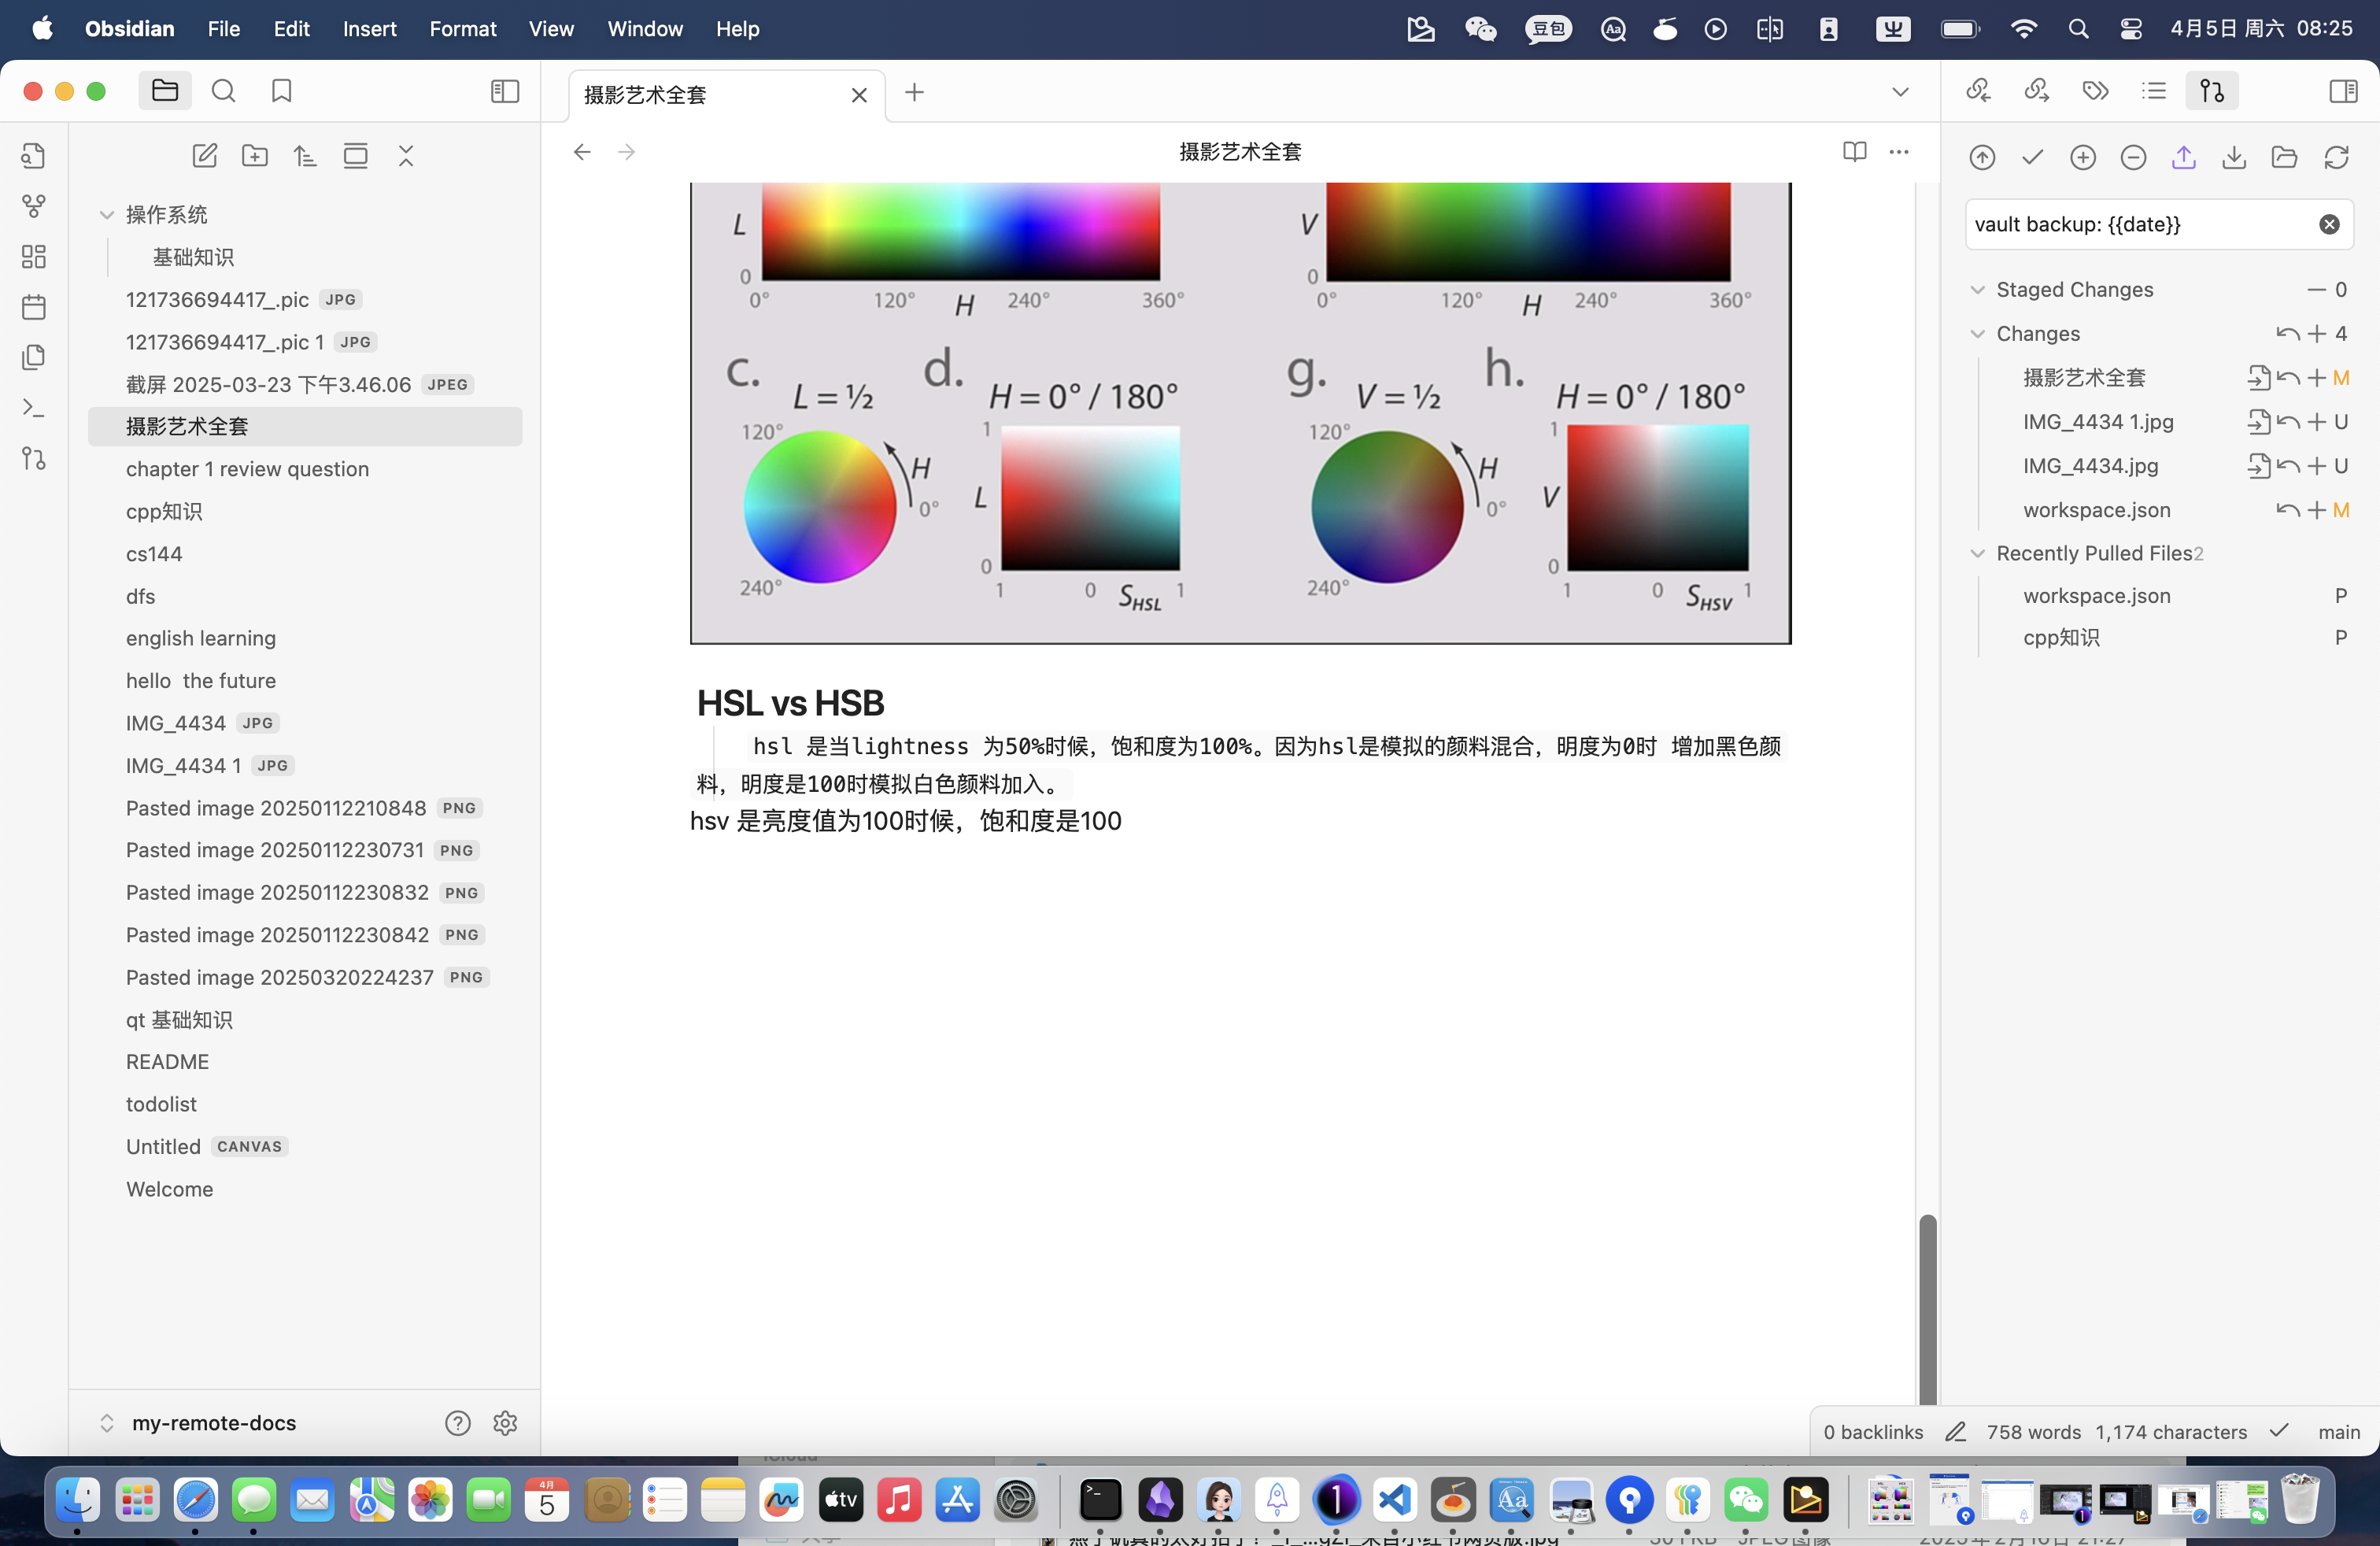 Obsidian File Edit Insert Format View Window Help
豆包 4月5日 周六 08:25
摄影艺术全套
摄影艺术全套
操作系统
基础知识
121736694417_.pic JPG
121736694417_.pic 1 JPG
截屏 2025-03-23 下午3.46.06 JPEG
摄影艺术全套
chapter 1 review question
cpp知识
cs144
dfs
english learning
hello the future
IMG_4434 JPG
IMG_4434 1 JPG
Pasted image 20250112210848 PNG
Pasted image 20250112230731 PNG
Pasted image 20250112230832 PNG
Pasted image 20250112230842 PNG
Pasted image 20250320224237 PNG
qt 基础知识
README
todolist
Untitled CANVAS
Welcome
my-remote-docs
L V
0 0
0° 120° H 240° 360° 0° 120° H 240° 360°
c. d. g. h.
L = ½ H = 0° / 180° V = ½ H = 0° / 180°
120° H 0° 240°
1 L 0
1 0 SHSL 1
120° H 0° 240°
1 V 0
1 0 SHSV 1
HSL vs HSB
hsl 是当lightness 为50%时候，饱和度为100%。因为hsl是模拟的颜料混合，明度为0时 增加黑色颜
料，明度是100时模拟白色颜料加入。
hsv 是亮度值为100时候，饱和度是100
vault backup: {{date}}
Staged Changes 0
Changes 4
摄影艺术全套 M
IMG_4434 1.jpg U
IMG_4434.jpg U
workspace.json M
Recently Pulled Files2
workspace.json P
cpp知识 P
0 backlinks 758 words 1,174 characters main
4月
5
tv